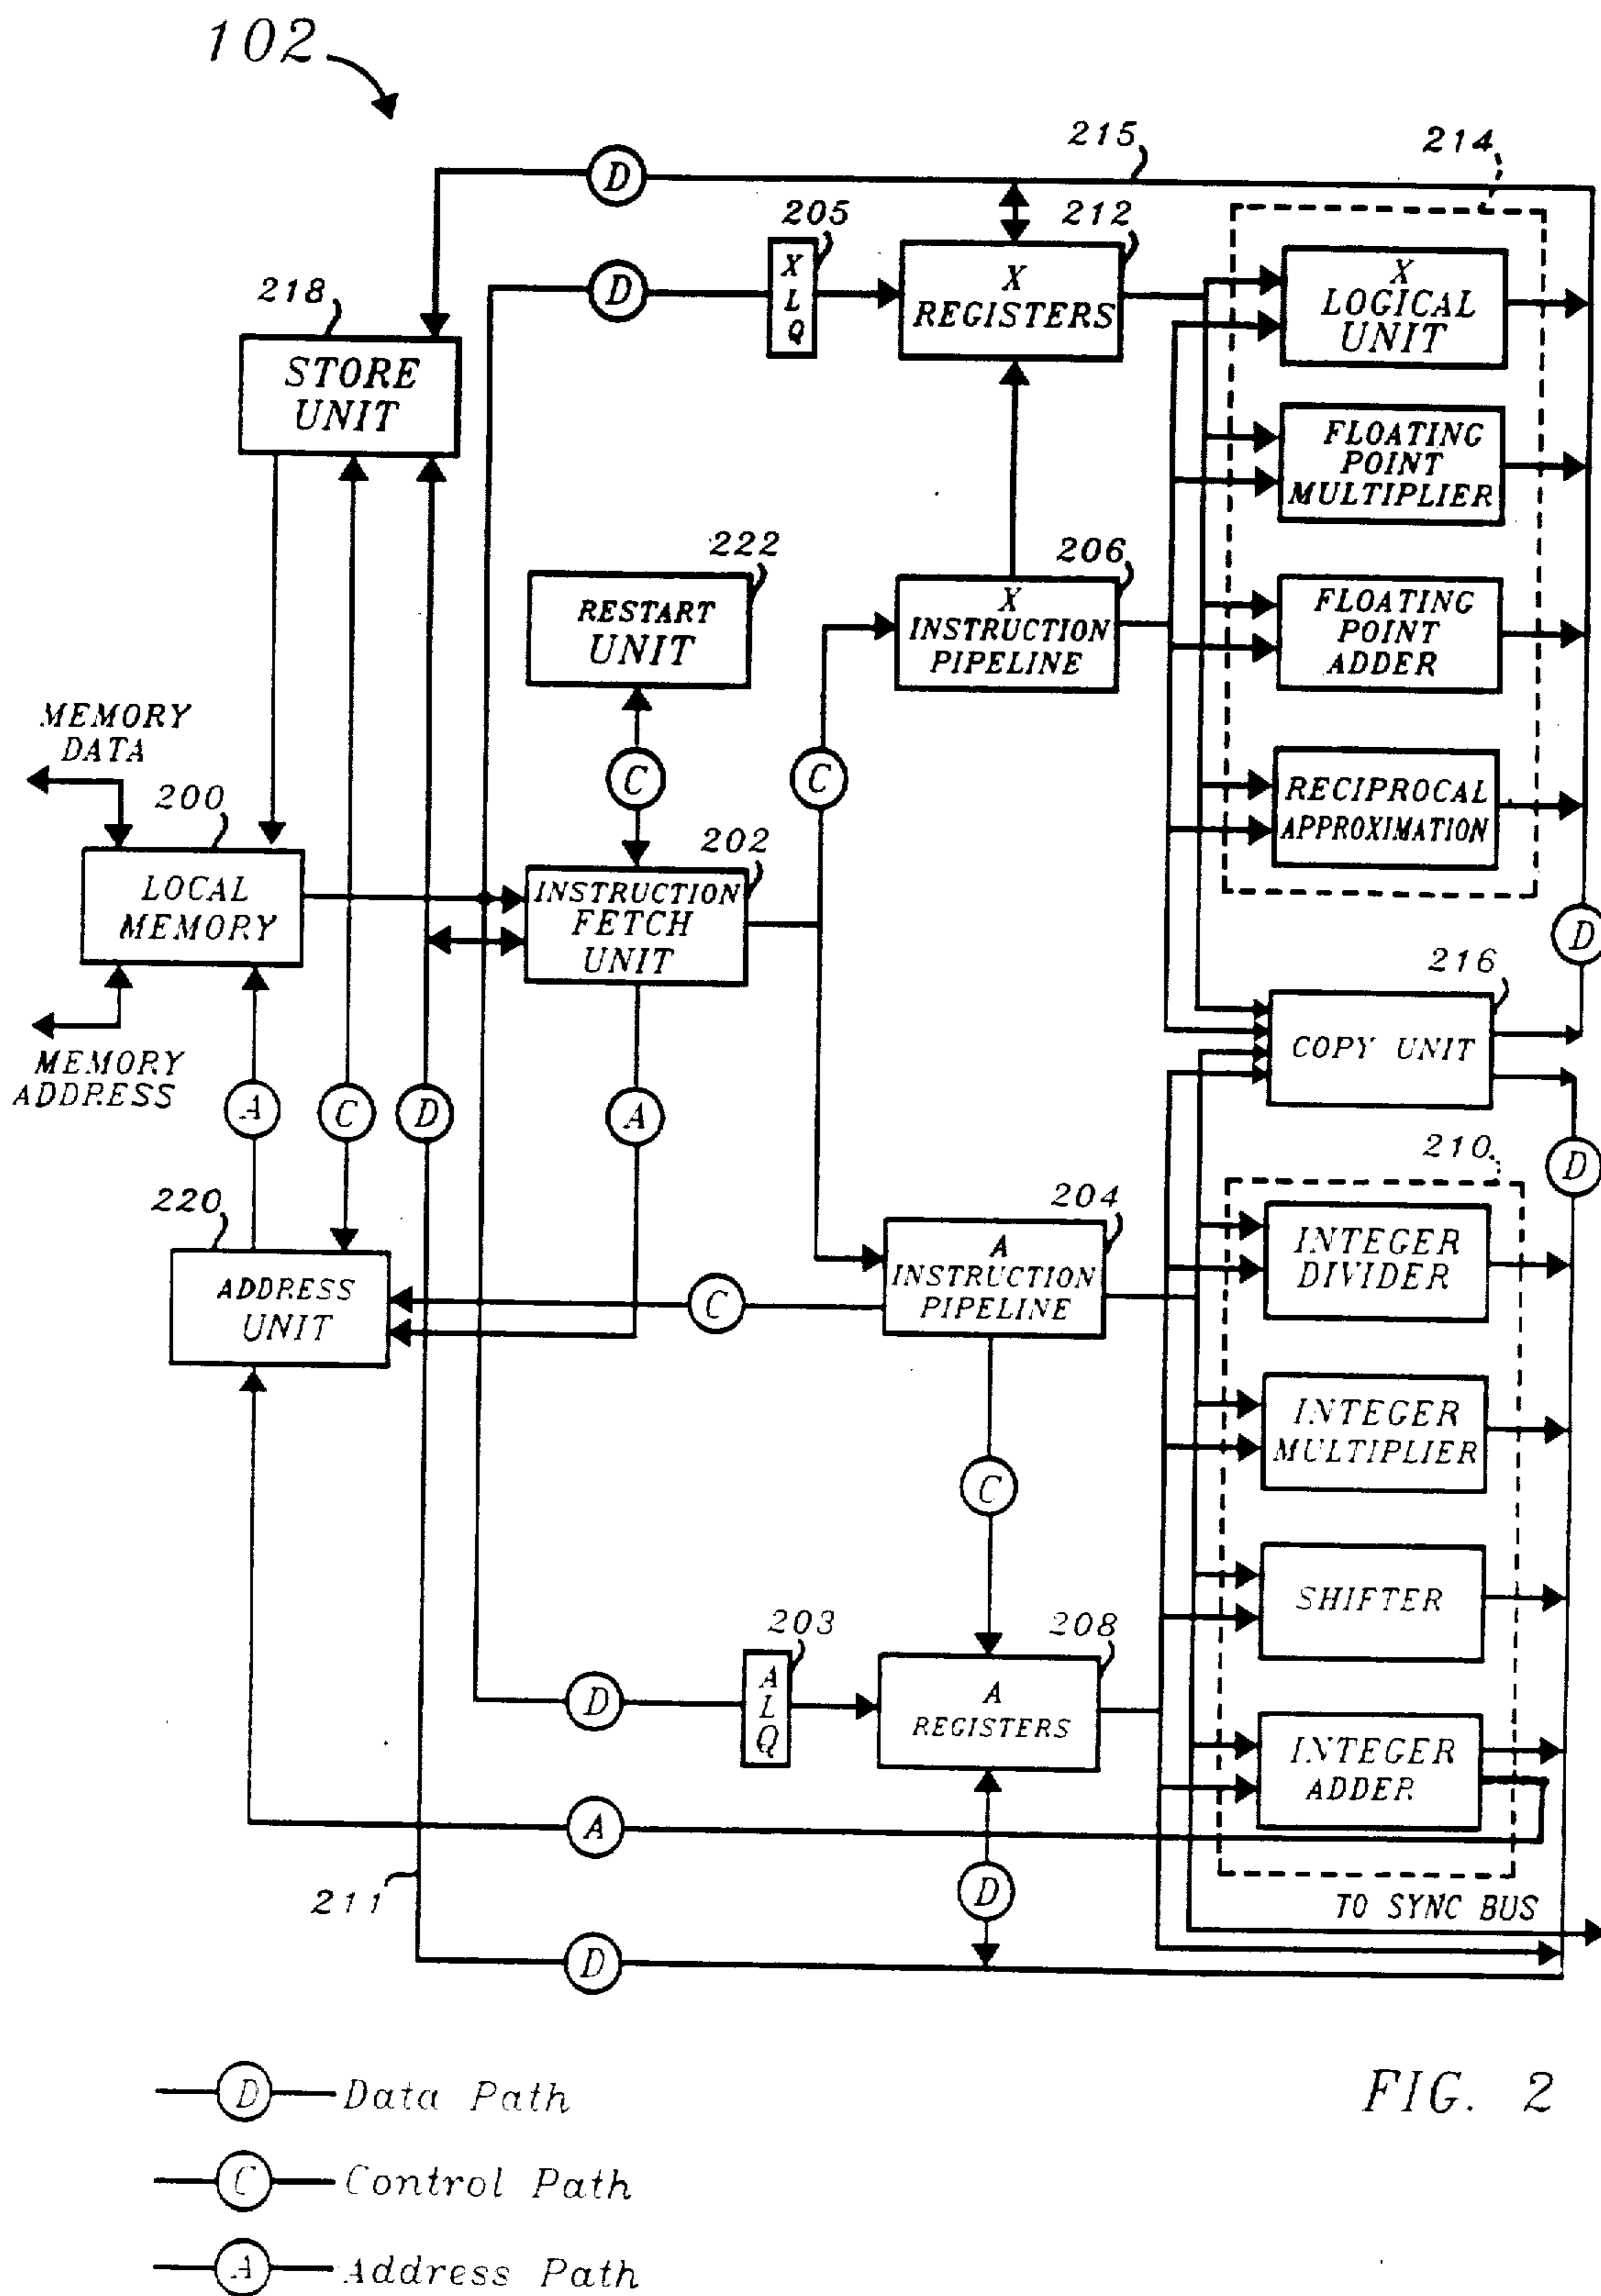 102
215
214
D
205
212
X
L
Q
X
REGISTERS
X
LOGICAL
UNIT
D
218
STORE
UNIT
FLOATING
POINT
MULTIPLIER
222
RESTART
UNIT
206
X
INSTRUCTION
PIPELINE
FLOATING
POINT
ADDER
MEMORY
DATA
C
C
RECIPROCAL
APPROXIMATION
200
LOCAL
MEMORY
202
INSTRUCTION
FETCH
UNIT
D
216
COPY UNIT
MEMORY
ADDRESS
A
C
D
A
D
210
220
ADDRESS
UNIT
C
204
A
INSTRUCTION
PIPELINE
INTEGER
DIVIDER
INTEGER
MULTIPLIER
C
SHIFTER
203
208
D
A
L
Q
A
REGISTERS
INTEGER
ADDER
A
D
211
TO SYNC BUS
D
D Data Path
FIG. 2
C Control Path
A Address Path